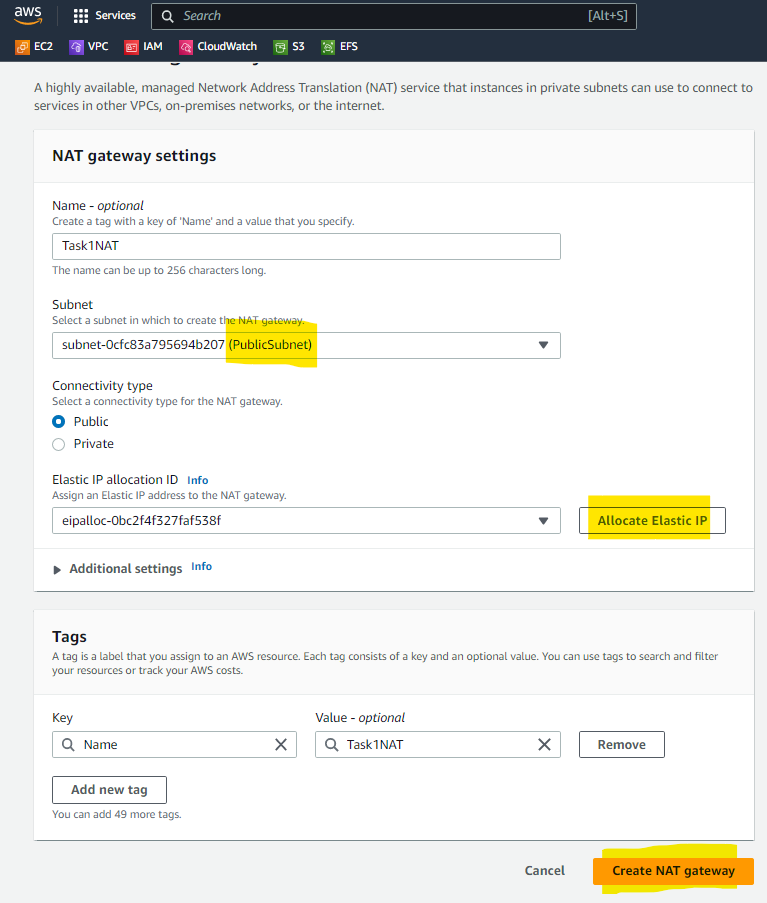 aws
Services
Search
[Alt+S]
EC2 VPC IAM CloudWatch S3 EFS
A highly available, managed Network Address Translation (NAT) service that instances in private subnets can use to connect to
services in other VPCs, on-premises networks, or the internet.
NAT gateway settings
Name - optional
Create a tag with a key of 'Name' and a value that you specify.
Task1NAT
The name can be up to 256 characters long.
Subnet
Select a subnet in which to create the NAT gateway.
subnet-0cfc83a795694b207 (PublicSubnet)
Connectivity type
Select a connectivity type for the NAT gateway.
Public
Private
Elastic IP allocation ID Info
Assign an Elastic IP address to the NAT gateway.
eipalloc-0bc2f4f327faf538f
Allocate Elastic IP
Additional settings Info
Tags
A tag is a label that you assign to an AWS resource. Each tag consists of a key and an optional value. You can use tags to search and filter
your resources or track your AWS costs.
Key
Value - optional
Name
Task1NAT
Remove
Add new tag
You can add 49 more tags.
Cancel
Create NAT gateway